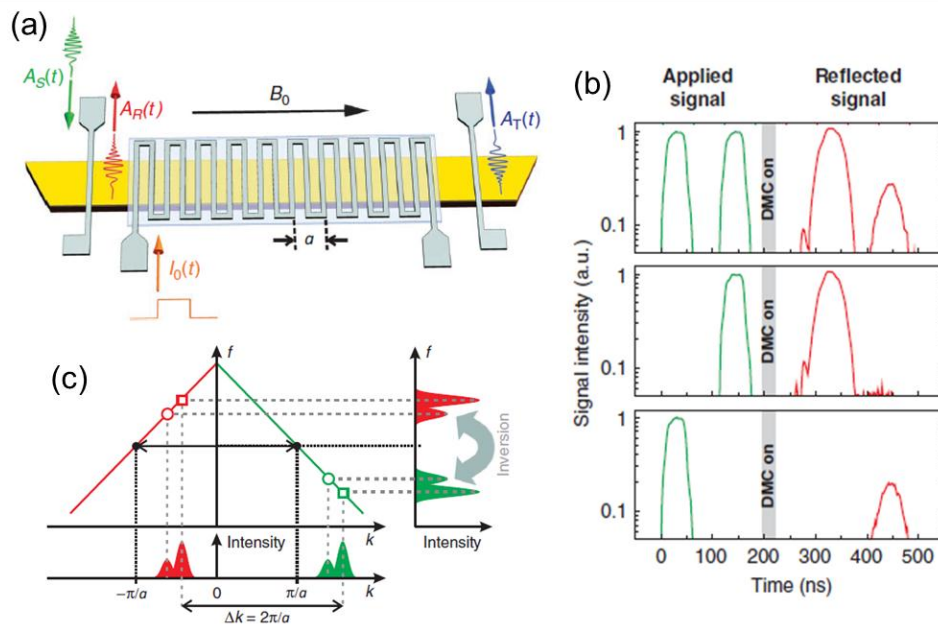 (a)
A_S(t)
A_R(t)
B_0
A_T(t)
a
I_0(t)
(b)
Applied signal
Reflected signal
Signal intensity (a.u.)
1
0.1
DMC on
1
0.1
DMC on
1
0.1
DMC on
0 100 200 300 400 500
Time (ns)
(c)
f
f
Inversion
k
Intensity
Intensity
−π/a
0
π/a
k
Δk = 2π/a